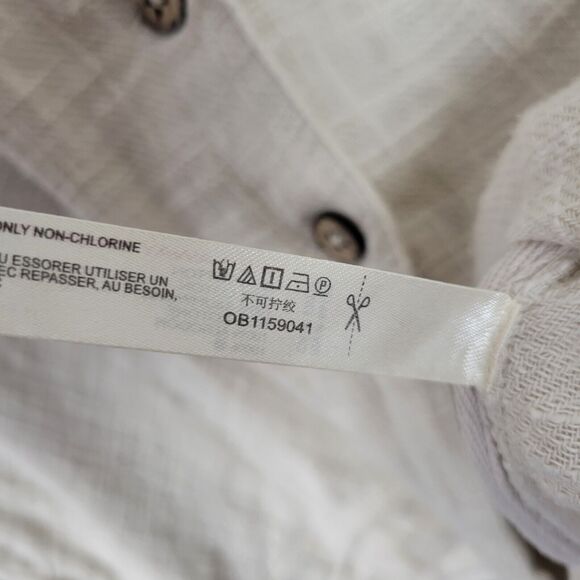 ONLY NON-CHLORINE
U ESSORER UTILISER UN
EC REPASSER, AU BESOIN,
P
不可拧绞
OB1159041